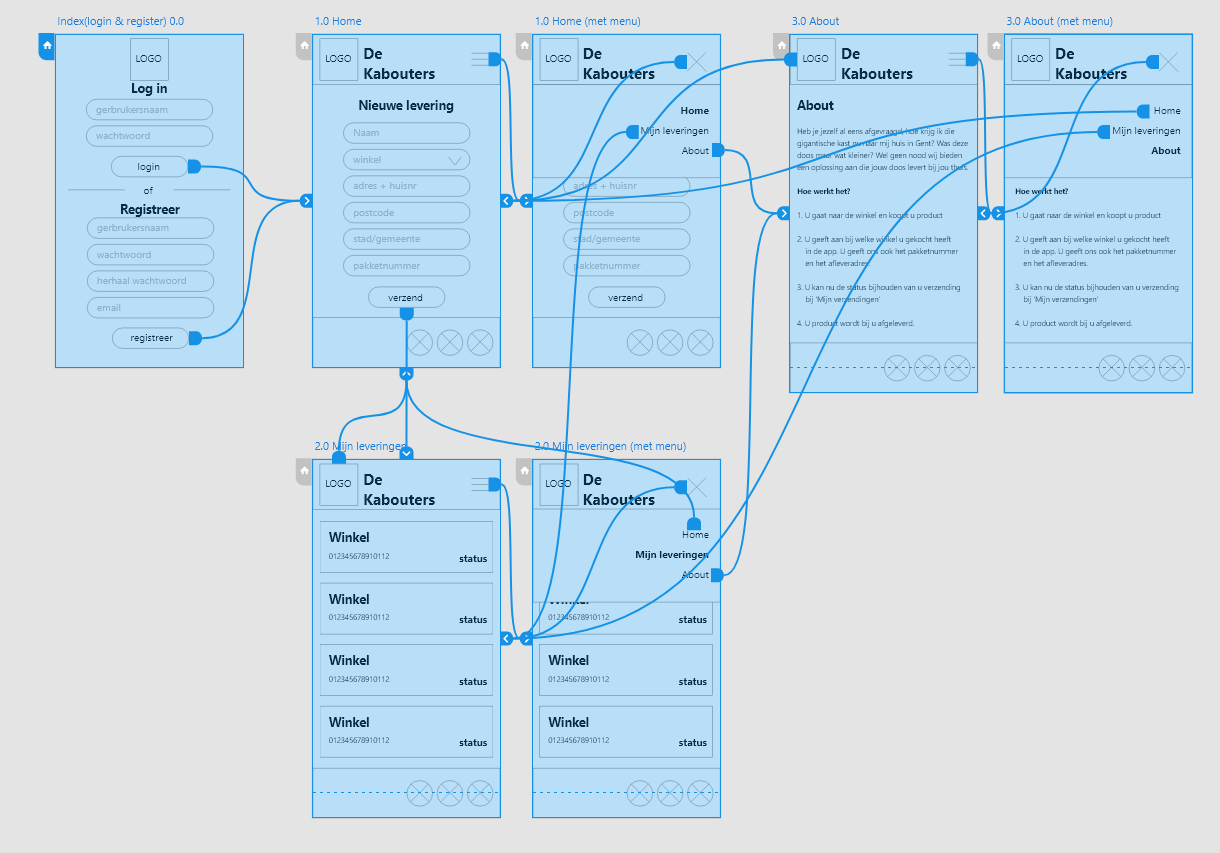 Index(login & register) 0.0
LOGO
Log in
gerbruikersnaam
wachtwoord
login
of
Registreer
gerbruikersnaam
wachtwoord
herhaal wachtwoord
email
registreer
1.0 Home
LOGO
De
Kabouters
Nieuwe levering
Naam
winkel
adres + huisnr
postcode
stad/gemeente
pakketnummer
verzend
1.0 Home (met menu)
LOGO
De
Kabouters
Home
Mijn leveringen
About
adres + huisnr
postcode
stad/gemeente
pakketnummer
verzend
3.0 About
LOGO
De
Kabouters
About
Heb je jezelf al eens afgevraagd, hoe krijg ik die
gigantische kast nu naar mij huis in Gent? Was deze
doos maar wat kleiner? Wel geen nood wij bieden
een oplossing aan die jouw doos levert bij jou thuis.
Hoe werkt het?
1. U gaat naar de winkel en koopt u product
2. U geeft aan bij welke winkel u gekocht heeft
in de app. U geeft ons ook het pakketnummer
en het afleveradres.
3. U kan nu de status bijhouden van u verzending
bij 'Mijn verzendingen'
4. U product wordt bij u afgeleverd.
3.0 About (met menu)
LOGO
De
Kabouters
Home
Mijn leveringen
About
Hoe werkt het?
1. U gaat naar de winkel en koopt u product
2. U geeft aan bij welke winkel u gekocht heeft
in de app. U geeft ons ook het pakketnummer
en het afleveradres.
3. U kan nu de status bijhouden van u verzending
bij 'Mijn verzendingen'
4. U product wordt bij u afgeleverd.
2.0 Mijn leveringen
LOGO
De
Kabouters
Winkel
012345678910112
status
Winkel
012345678910112
status
Winkel
012345678910112
status
Winkel
012345678910112
status
2.0 Mijn leveringen (met menu)
LOGO
De
Kabouters
Home
Mijn leveringen
About
Winkel
012345678910112
status
Winkel
012345678910112
status
Winkel
012345678910112
status